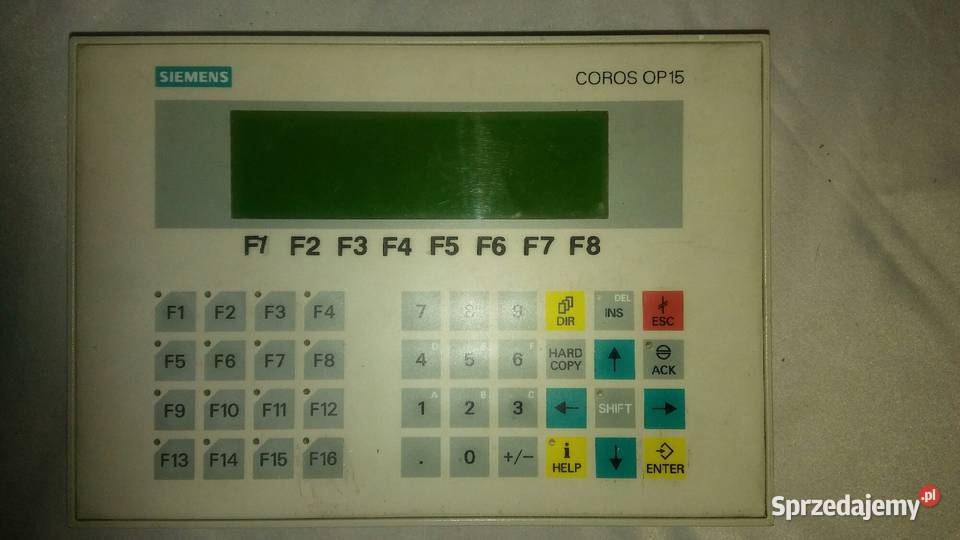 SIEMENS
COROS OP15
F1 F2 F3 F4 F5 F6 F7 F8
F1 F2 F3 F4 7 8 9 DIR DEL INS ESC
F5 F6 F7 F8 4 D 5 6 F HARD COPY ACK
F9 F10 F11 F12 1 A 2 B 3 C SHIFT
F13 F14 F15 F16 . 0 +/- i HELP ENTER
Sprzedajemy.pl